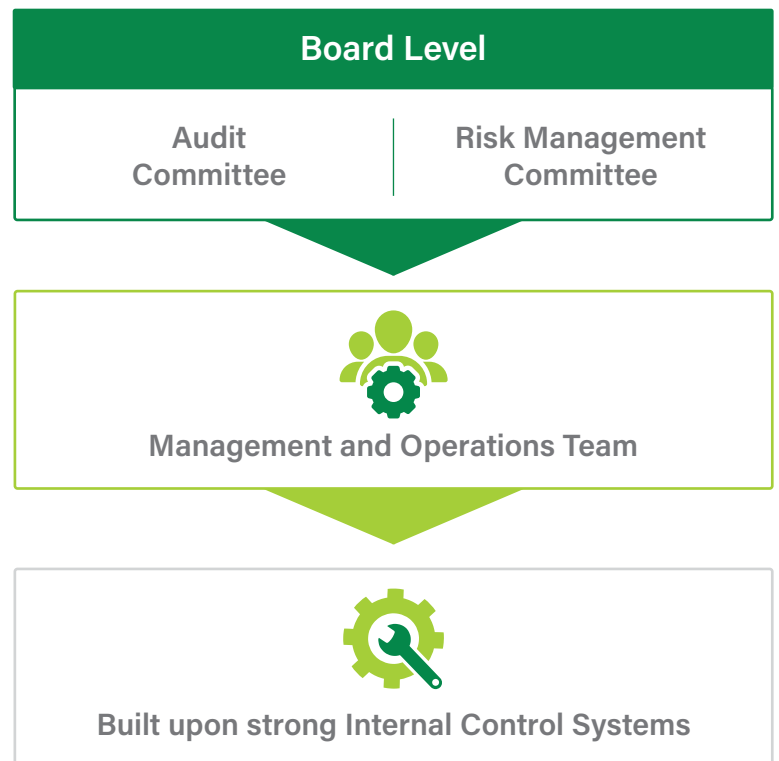 Board Level
Audit
Committee
Risk Management
Committee
Management and Operations Team
Built upon strong Internal Control Systems